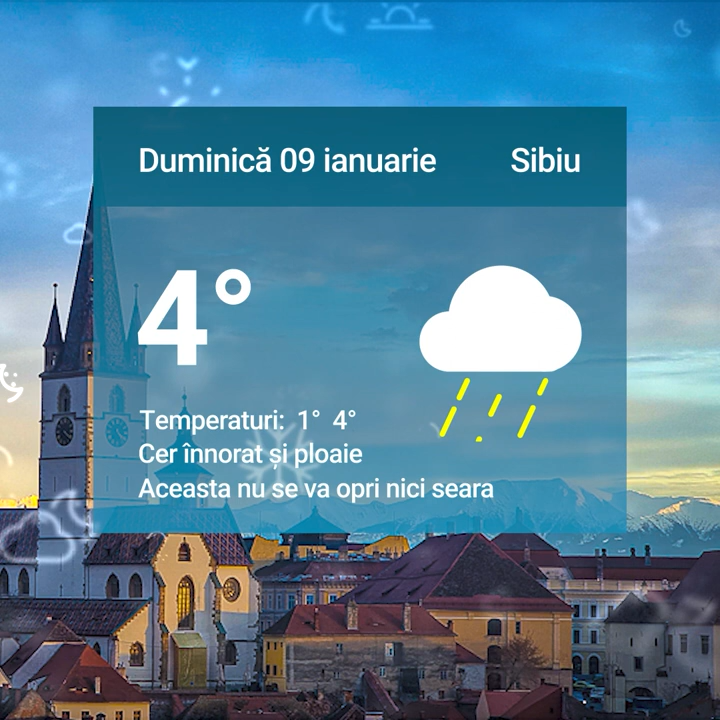 Duminică 09 ianuarie Sibiu
4°
Temperaturi: 1° 4°
Cer înnorat și ploaie
Aceasta nu se va opri nici seara